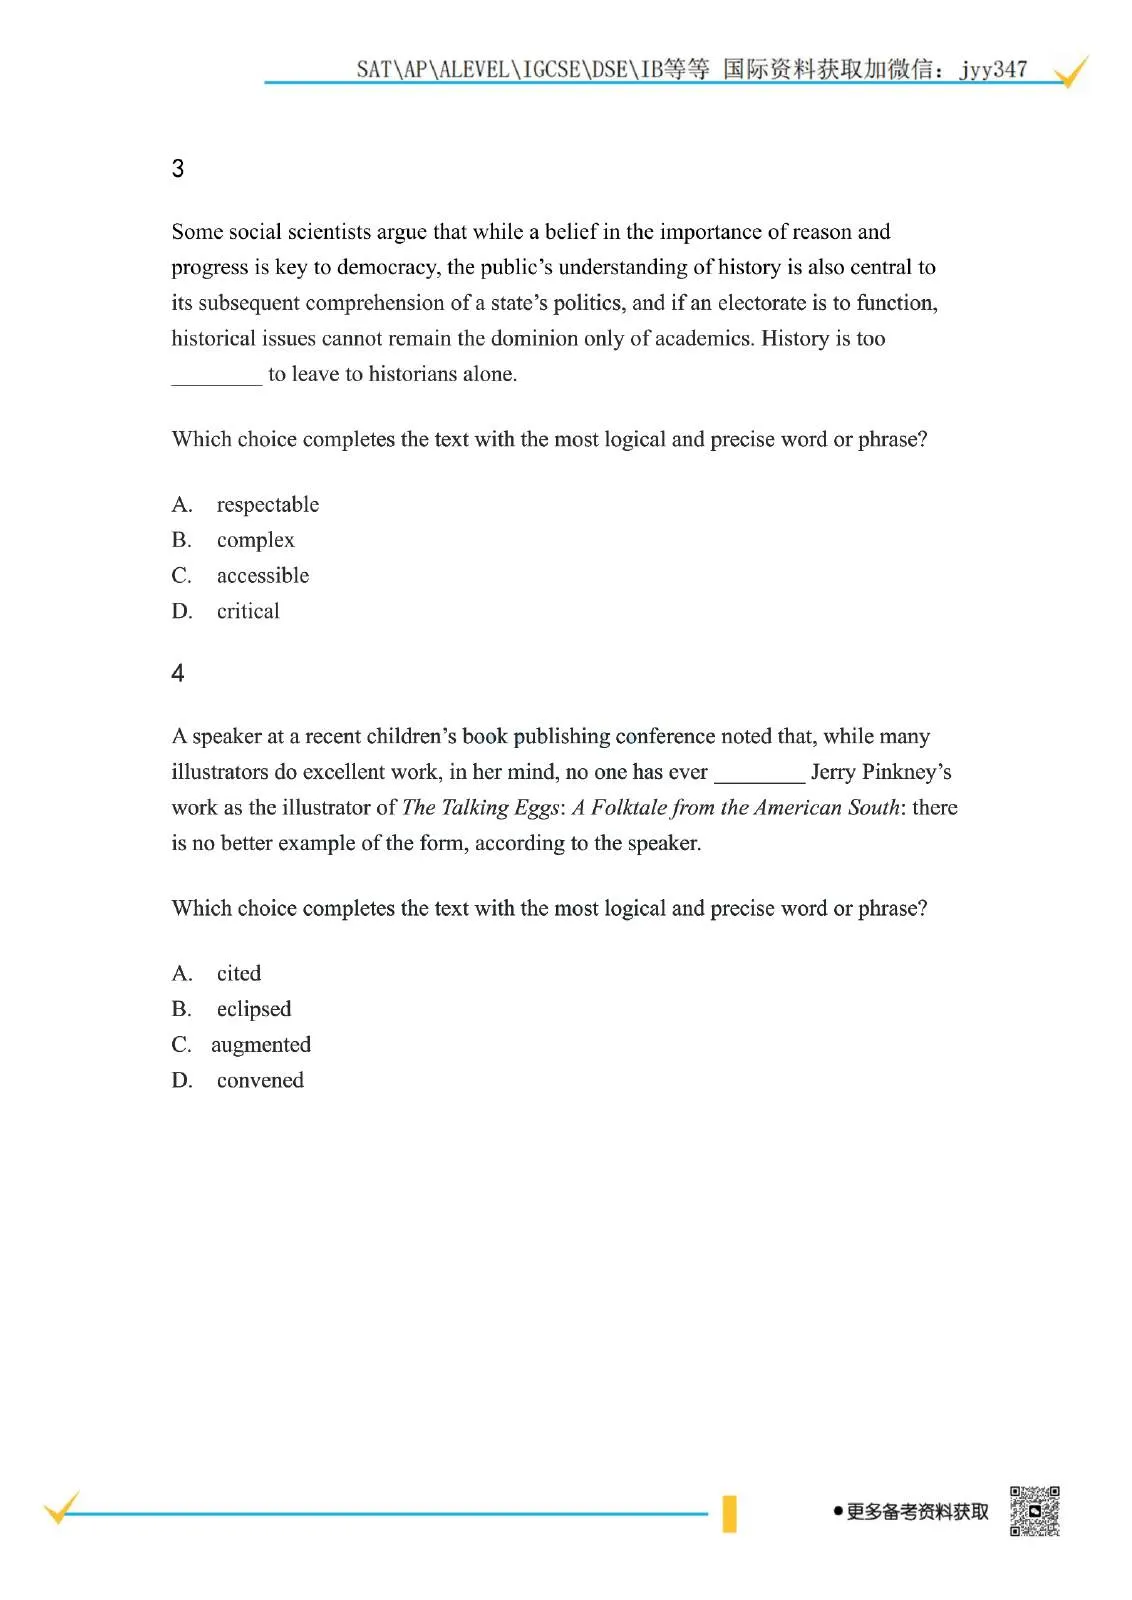 SAT\AP\ALEVEL\IGCSE\DSE\IB等等 国际资料获取加微信：jyy347
3
Some social scientists argue that while a belief in the importance of reason and
progress is key to democracy, the public’s understanding of history is also central to
its subsequent comprehension of a state’s politics, and if an electorate is to function,
historical issues cannot remain the dominion only of academics. History is too
________ to leave to historians alone.
Which choice completes the text with the most logical and precise word or phrase?
A. respectable
B. complex
C. accessible
D. critical
4
A speaker at a recent children’s book publishing conference noted that, while many
illustrators do excellent work, in her mind, no one has ever ________ Jerry Pinkney’s
work as the illustrator of The Talking Eggs: A Folktale from the American South: there
is no better example of the form, according to the speaker.
Which choice completes the text with the most logical and precise word or phrase?
A. cited
B. eclipsed
C. augmented
D. convened
•更多备考资料获取